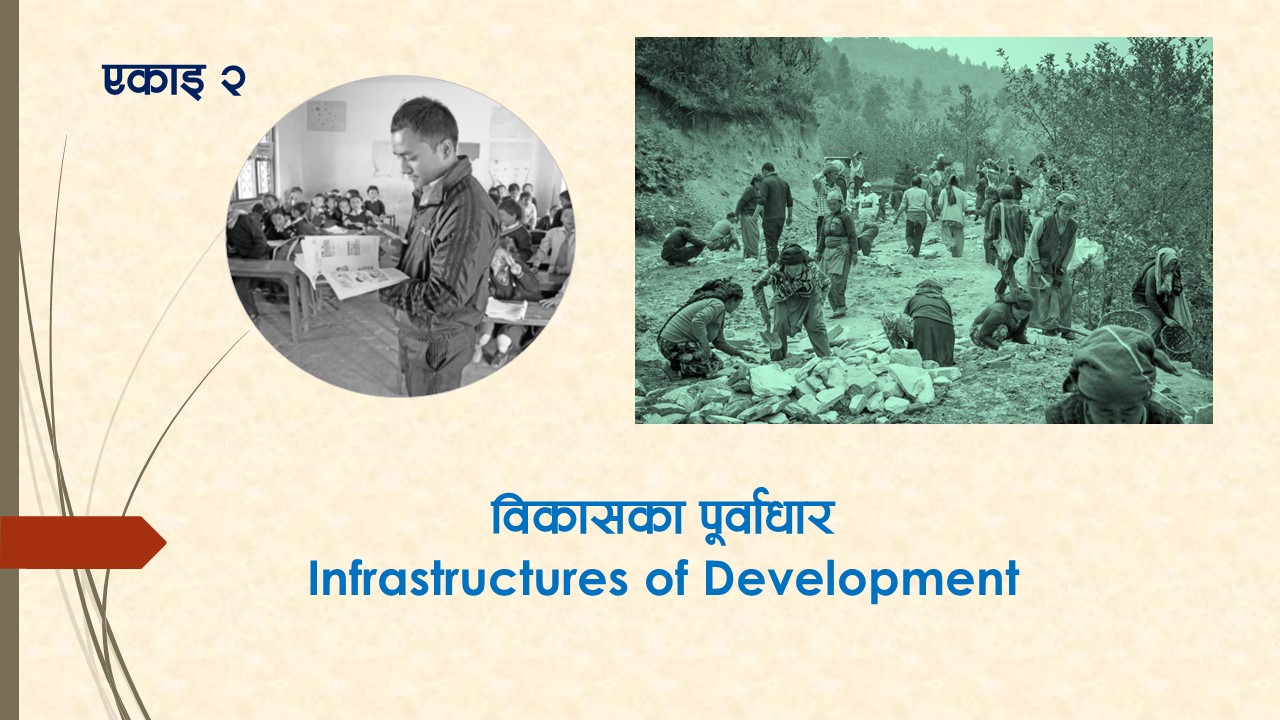 एकाइ २
विकासका पूर्वाधार
Infrastructures of Development